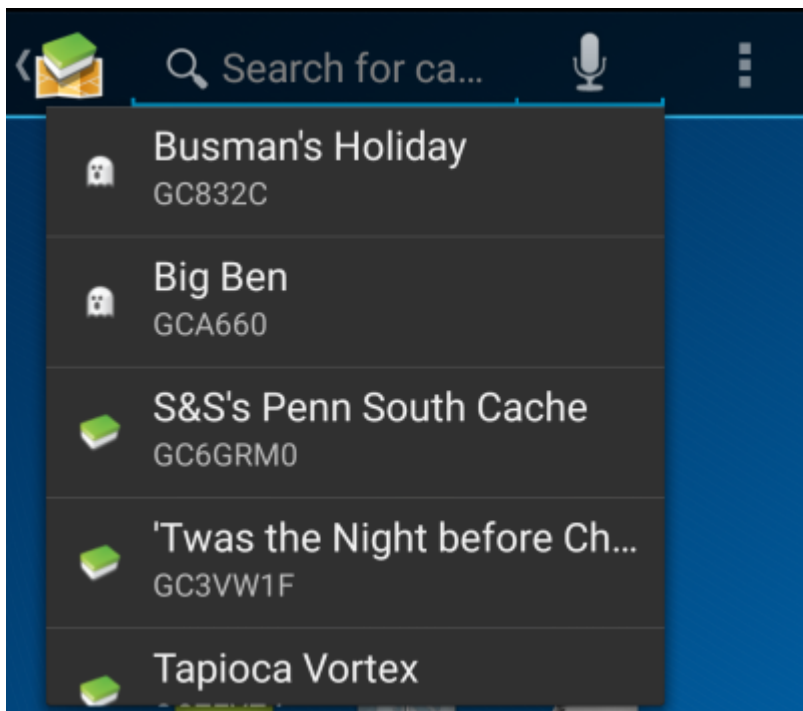 Search for ca...
Busman's Holiday
GC832C
Big Ben
GCA660
S&S's Penn South Cache
GC6GRM0
'Twas the Night before Ch...
GC3VW1F
Tapioca Vortex